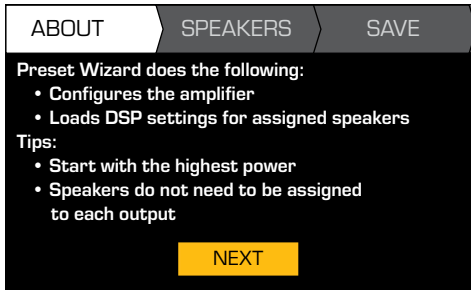 ABOUT SPEAKERS SAVE
Preset Wizard does the following:
• Configures the amplifier
• Loads DSP settings for assigned speakers
Tips:
• Start with the highest power
• Speakers do not need to be assigned
to each output
NEXT